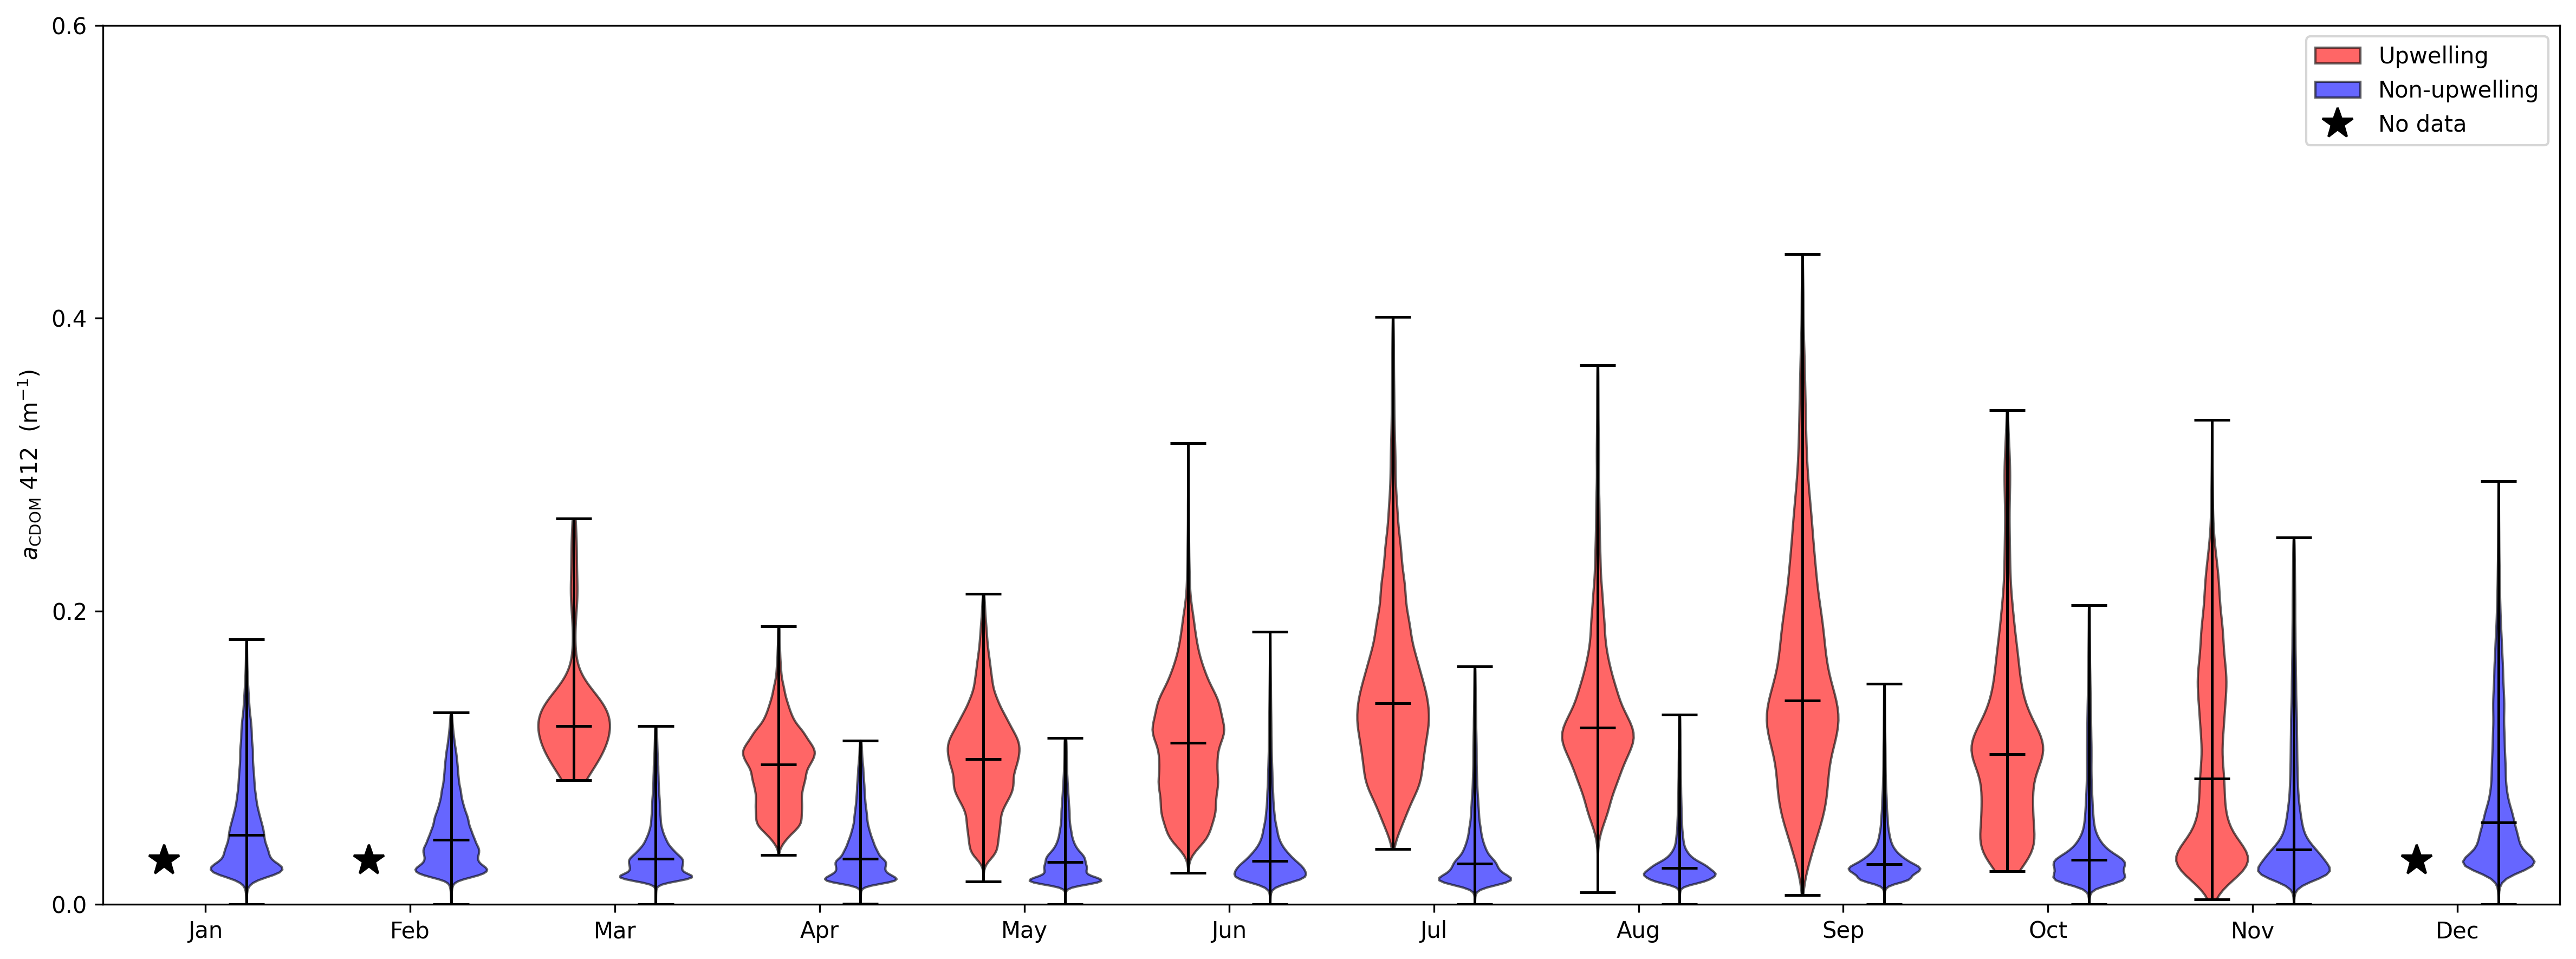 0.6
0.4
0.2
0.0
a_CDOM 412 (m⁻¹)
Upwelling
Non-upwelling
No data
Jan Feb Mar Apr May Jun Jul Aug Sep Oct Nov Dec